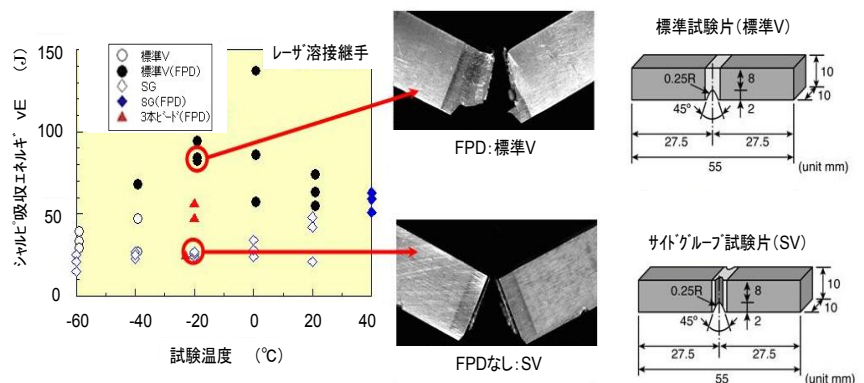 シャルピ吸収エネルギ vE (J)
150
100
50
0
-60
-40
-20
0
20
40
試験温度 (℃)
標準V
標準V(FPD)
SG
SG(FPD)
3本ビード(FPD)
レーザ溶接継手
FPD:標準V
FPDなし:SV
標準試験片(標準V)
0.25R
8
10
10
45°
2
27.5
27.5
55
(unit mm)
サイドグルーブ試験片(SV)
0.25R
8
10
10
45°
2
27.5
27.5
55
(unit mm)